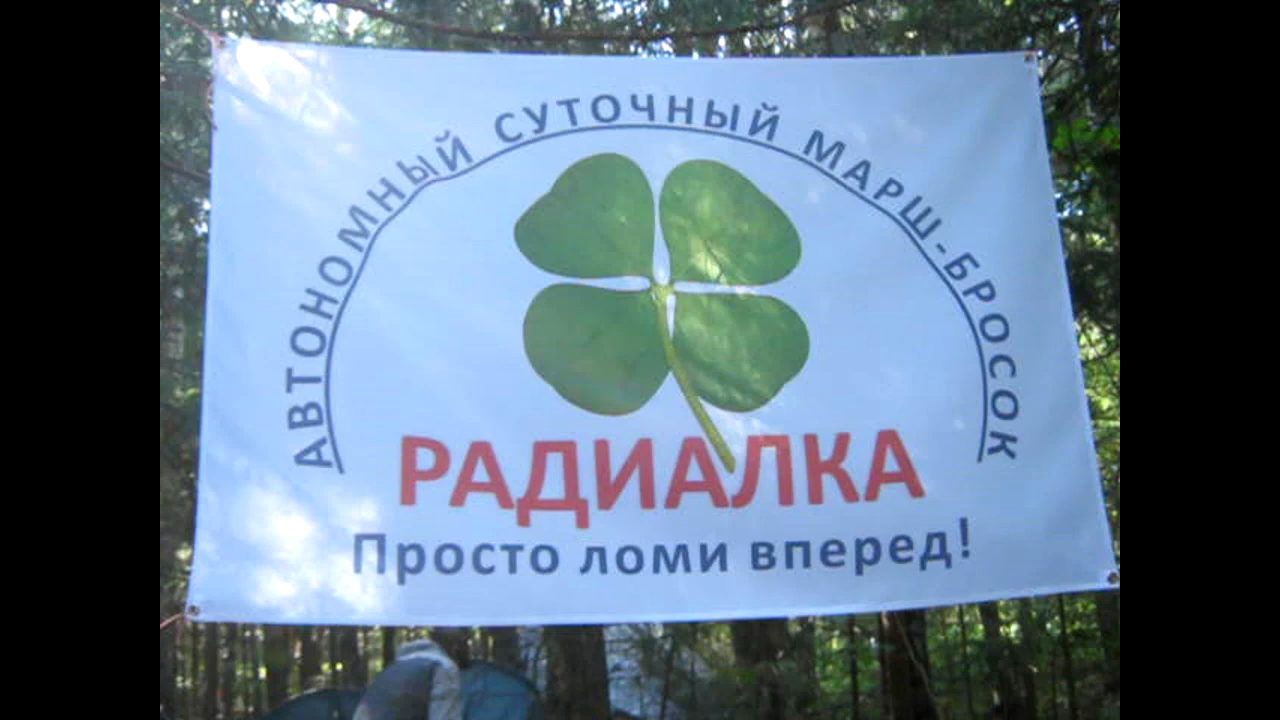 АВТОНОМНЫЙ СУТОЧНЫЙ МАРШ-БРОСОК
РАДИАЛКА
Просто ломи вперед!